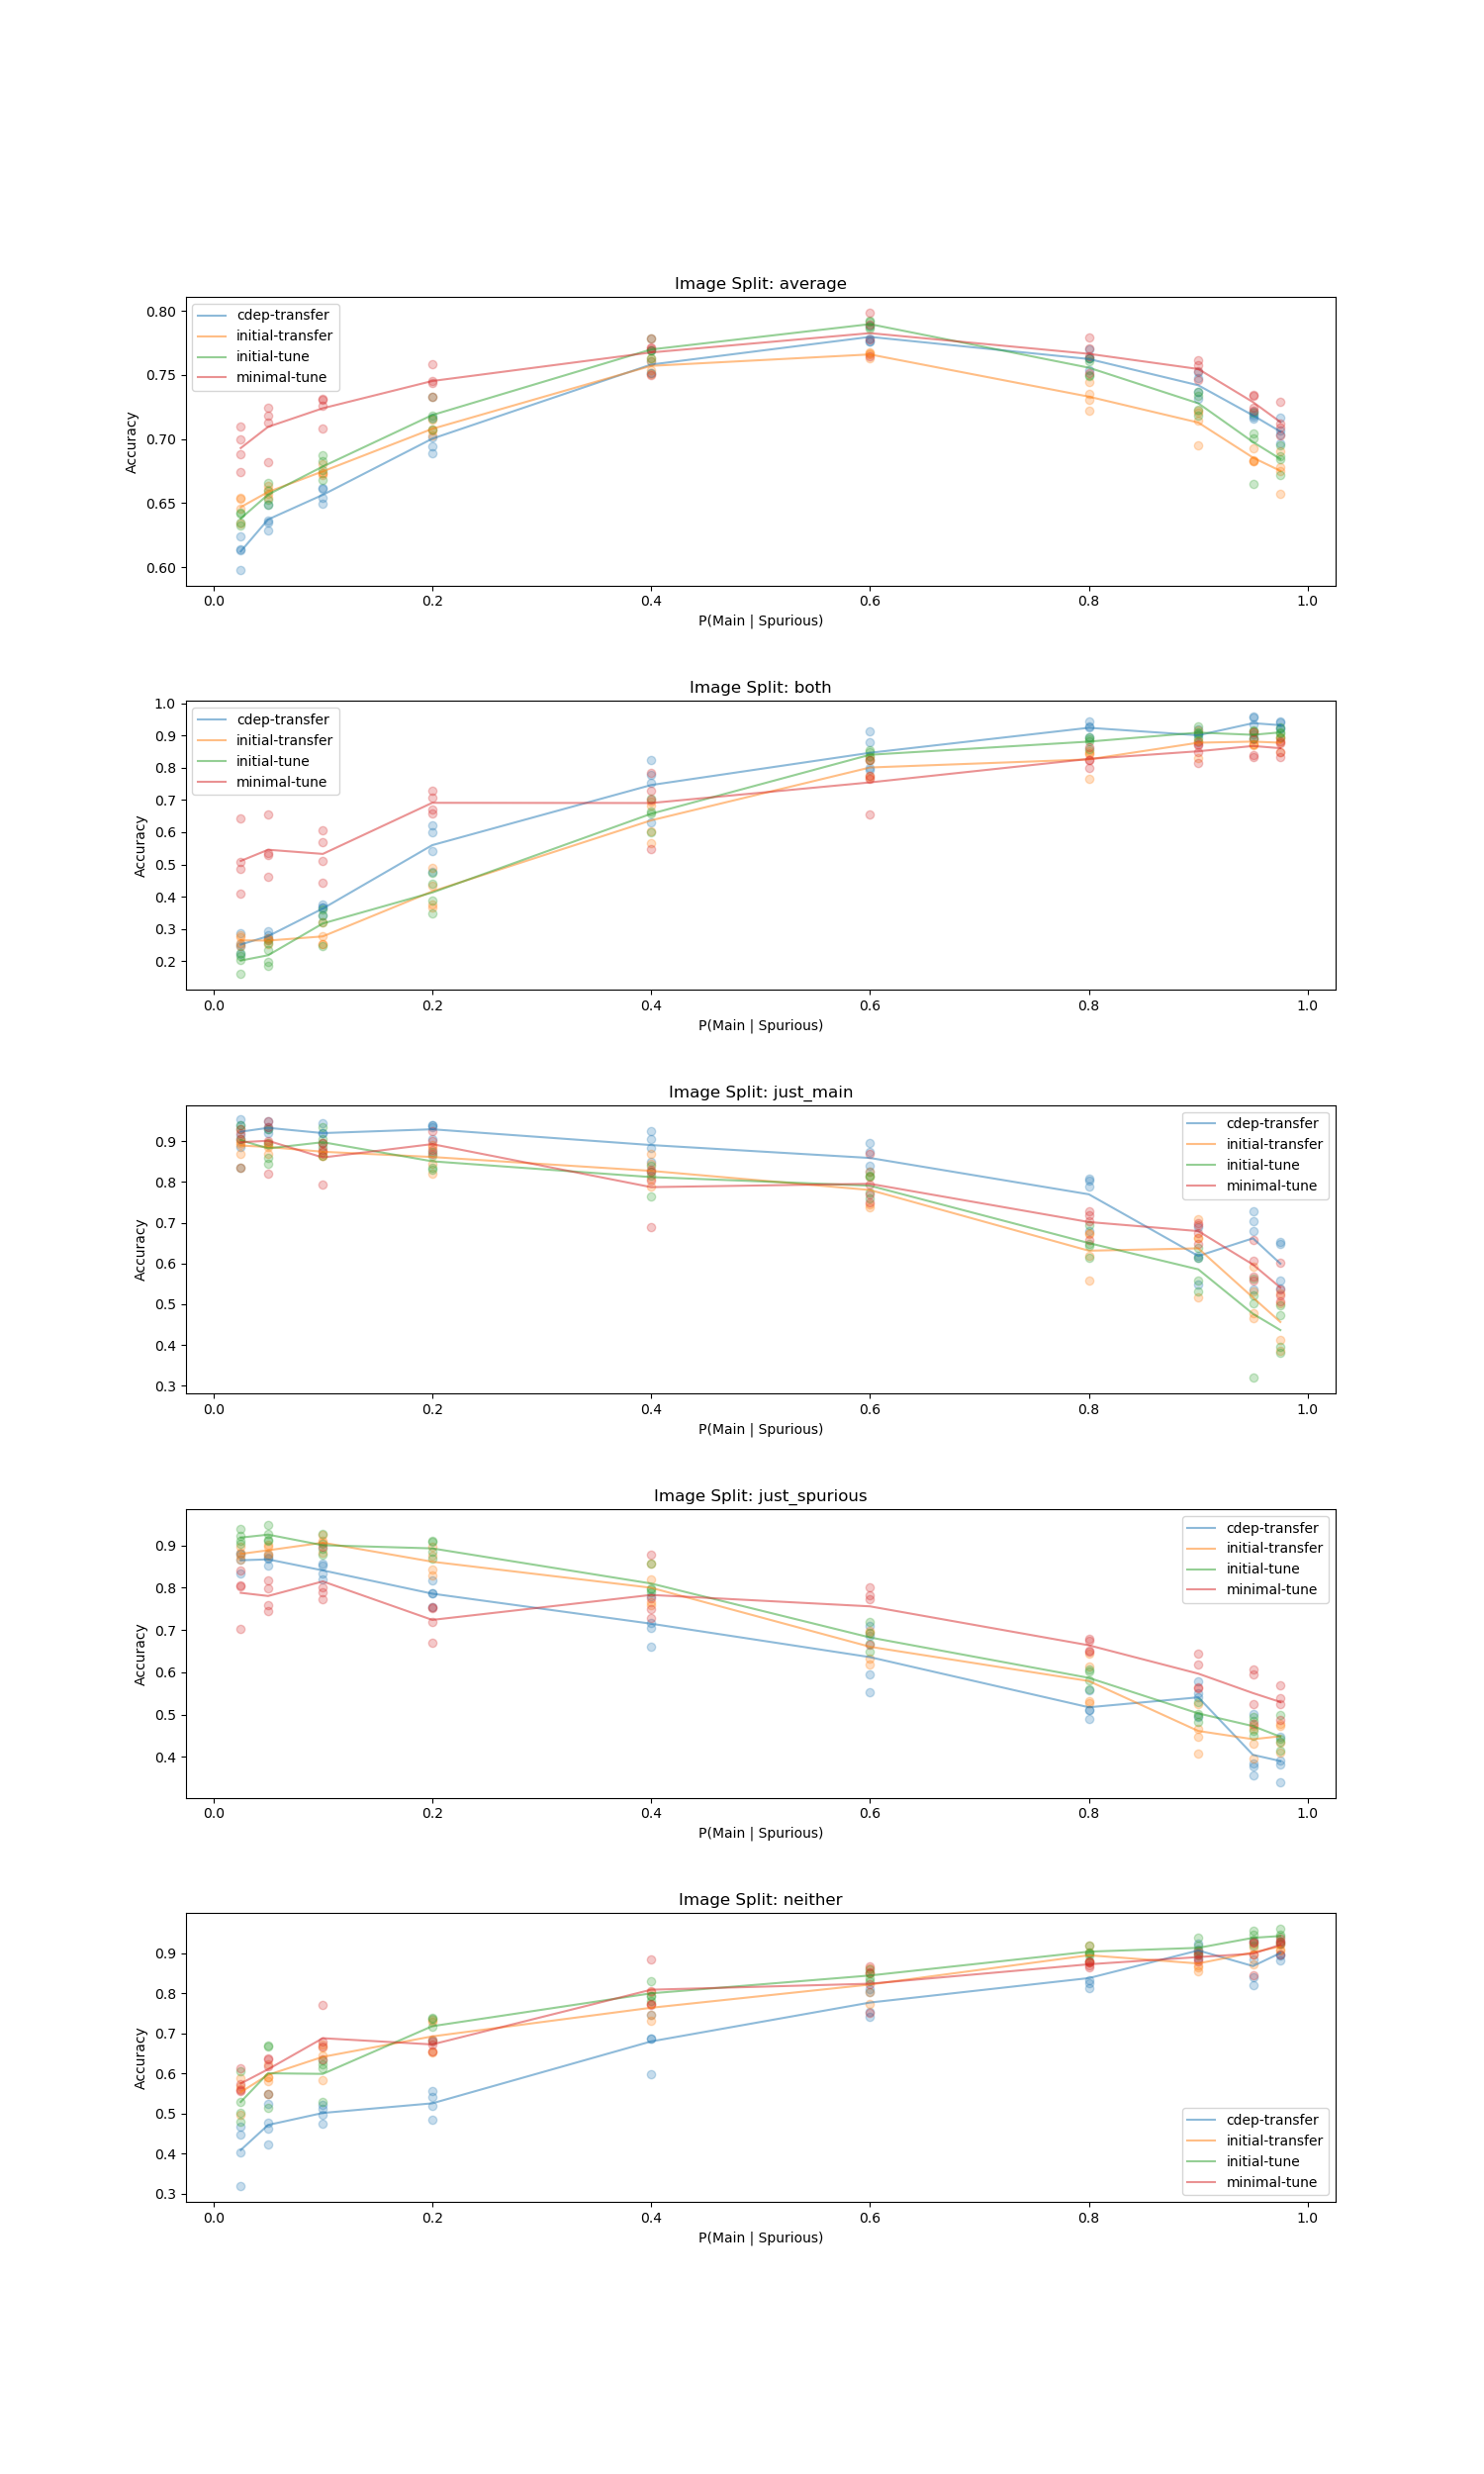 Image Split: average
cdep-transfer
initial-transfer
initial-tune
minimal-tune
Accuracy
0.80
0.75
0.70
0.65
0.60
0.0 0.2 0.4 0.6 0.8 1.0
P(Main | Spurious)
Image Split: both
cdep-transfer
initial-transfer
initial-tune
minimal-tune
Accuracy
1.0
0.9
0.8
0.7
0.6
0.5
0.4
0.3
0.2
0.0 0.2 0.4 0.6 0.8 1.0
P(Main | Spurious)
Image Split: just_main
cdep-transfer
initial-transfer
initial-tune
minimal-tune
Accuracy
0.9
0.8
0.7
0.6
0.5
0.4
0.3
0.0 0.2 0.4 0.6 0.8 1.0
P(Main | Spurious)
Image Split: just_spurious
cdep-transfer
initial-transfer
initial-tune
minimal-tune
Accuracy
0.9
0.8
0.7
0.6
0.5
0.4
0.0 0.2 0.4 0.6 0.8 1.0
P(Main | Spurious)
Image Split: neither
Accuracy
0.9
0.8
0.7
0.6
0.5
0.4
0.3
cdep-transfer
initial-transfer
initial-tune
minimal-tune
0.0 0.2 0.4 0.6 0.8 1.0
P(Main | Spurious)